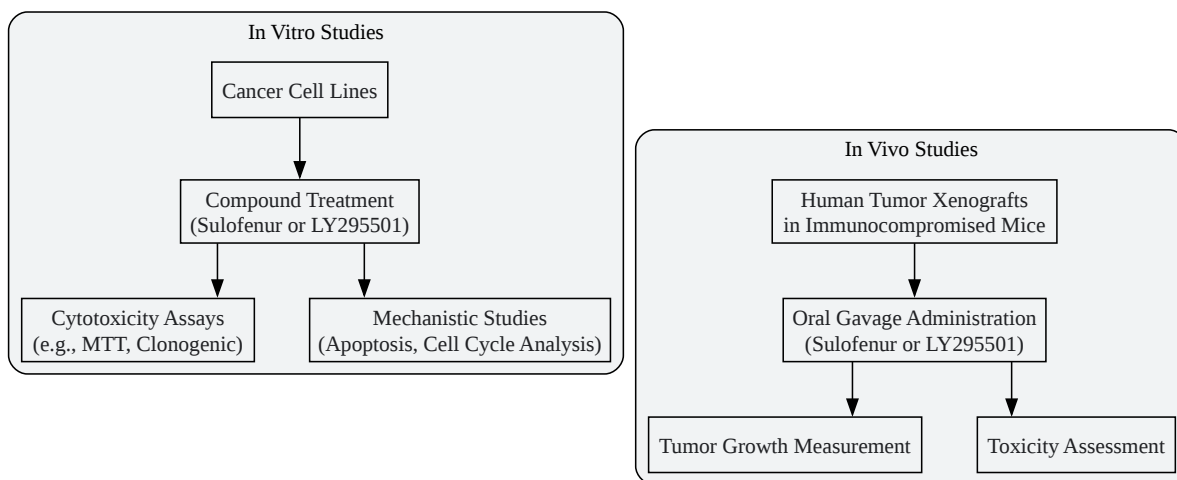 In Vitro Studies
Cancer Cell Lines
Compound Treatment
(Sulofenur or LY295501)
Cytotoxicity Assays
(e.g., MTT, Clonogenic)
Mechanistic Studies
(Apoptosis, Cell Cycle Analysis)
In Vivo Studies
Human Tumor Xenografts
in Immunocompromised Mice
Oral Gavage Administration
(Sulofenur or LY295501)
Tumor Growth Measurement
Toxicity Assessment